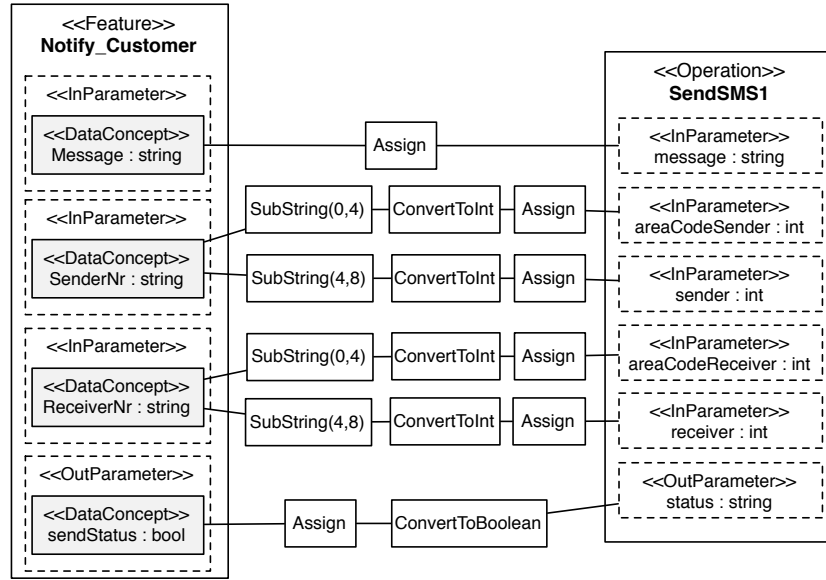 <<Feature>>
Notify_Customer
<<InParameter>>
<<DataConcept>>
Message : string
<<InParameter>>
<<DataConcept>>
SenderNr : string
<<InParameter>>
<<DataConcept>>
ReceiverNr : string
<<OutParameter>>
<<DataConcept>>
sendStatus : bool
Assign
SubString(0,4)
ConvertToInt
Assign
SubString(4,8)
ConvertToInt
Assign
SubString(0,4)
ConvertToInt
Assign
SubString(4,8)
ConvertToInt
Assign
Assign
ConvertToBoolean
<<Operation>>
SendSMS1
<<InParameter>>
message : string
<<InParameter>>
areaCodeSender : int
<<InParameter>>
sender : int
<<InParameter>>
areaCodeReceiver : int
<<InParameter>>
receiver : int
<<OutParameter>>
status : string